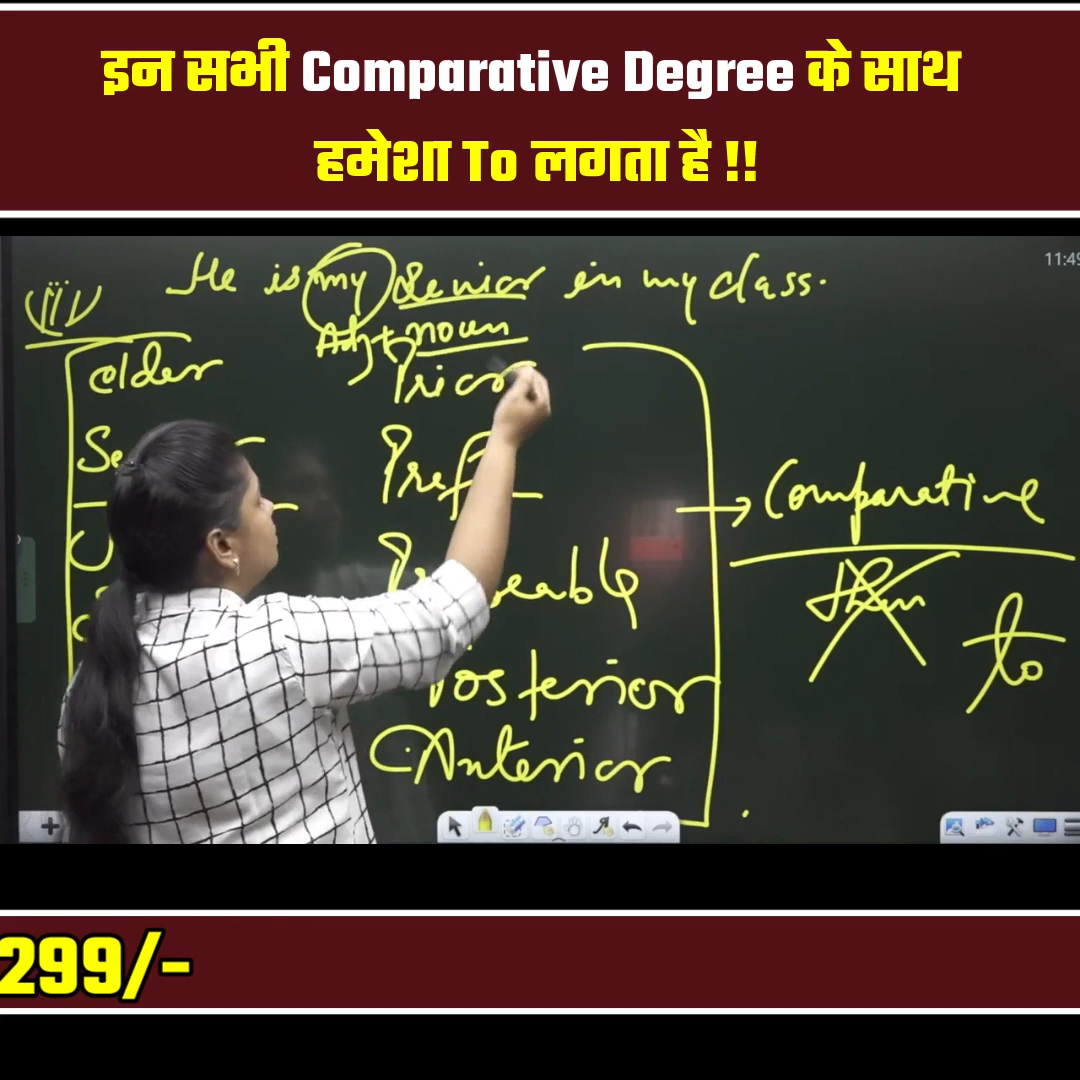 इन सभी Comparative Degree के साथ
हमेशा To लगता है !!
11:49
(iv) He is my Senior in my class.
Adj + noun
elder
Prior
Comparative
than
to
Posterior
Anterior
299/-